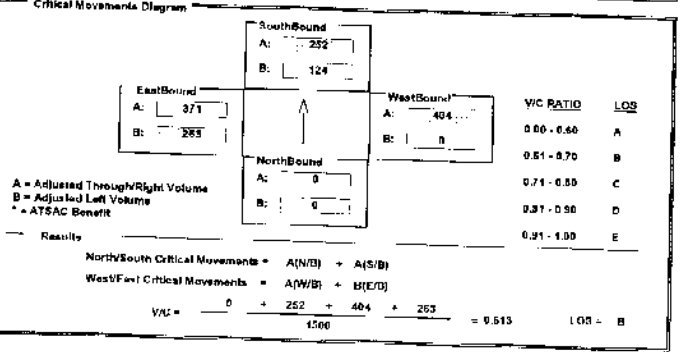 Critical Movements Diagram
SouthBound
A: 252
B: 124
EastBound
A: 371
B: 263
WestBound
A: 404
B: 0
NorthBound
A: 0
B: 0
V/C RATIO LOS
0.00 - 0.60 A
0.61 - 0.70 B
0.71 - 0.80 C
0.81 - 0.90 D
0.91 - 1.00 E
A = Adjusted Through/Right Volume
B = Adjusted Left Volume
* = ATSAC Benefit
Results
North/South Critical Movements = A(N/B) + A(S/B)
West/East Critical Movements = A(W/B) + B(E/B)
V/C = 0 + 252 + 404 + 263
1500
= 0.613 LOS = B